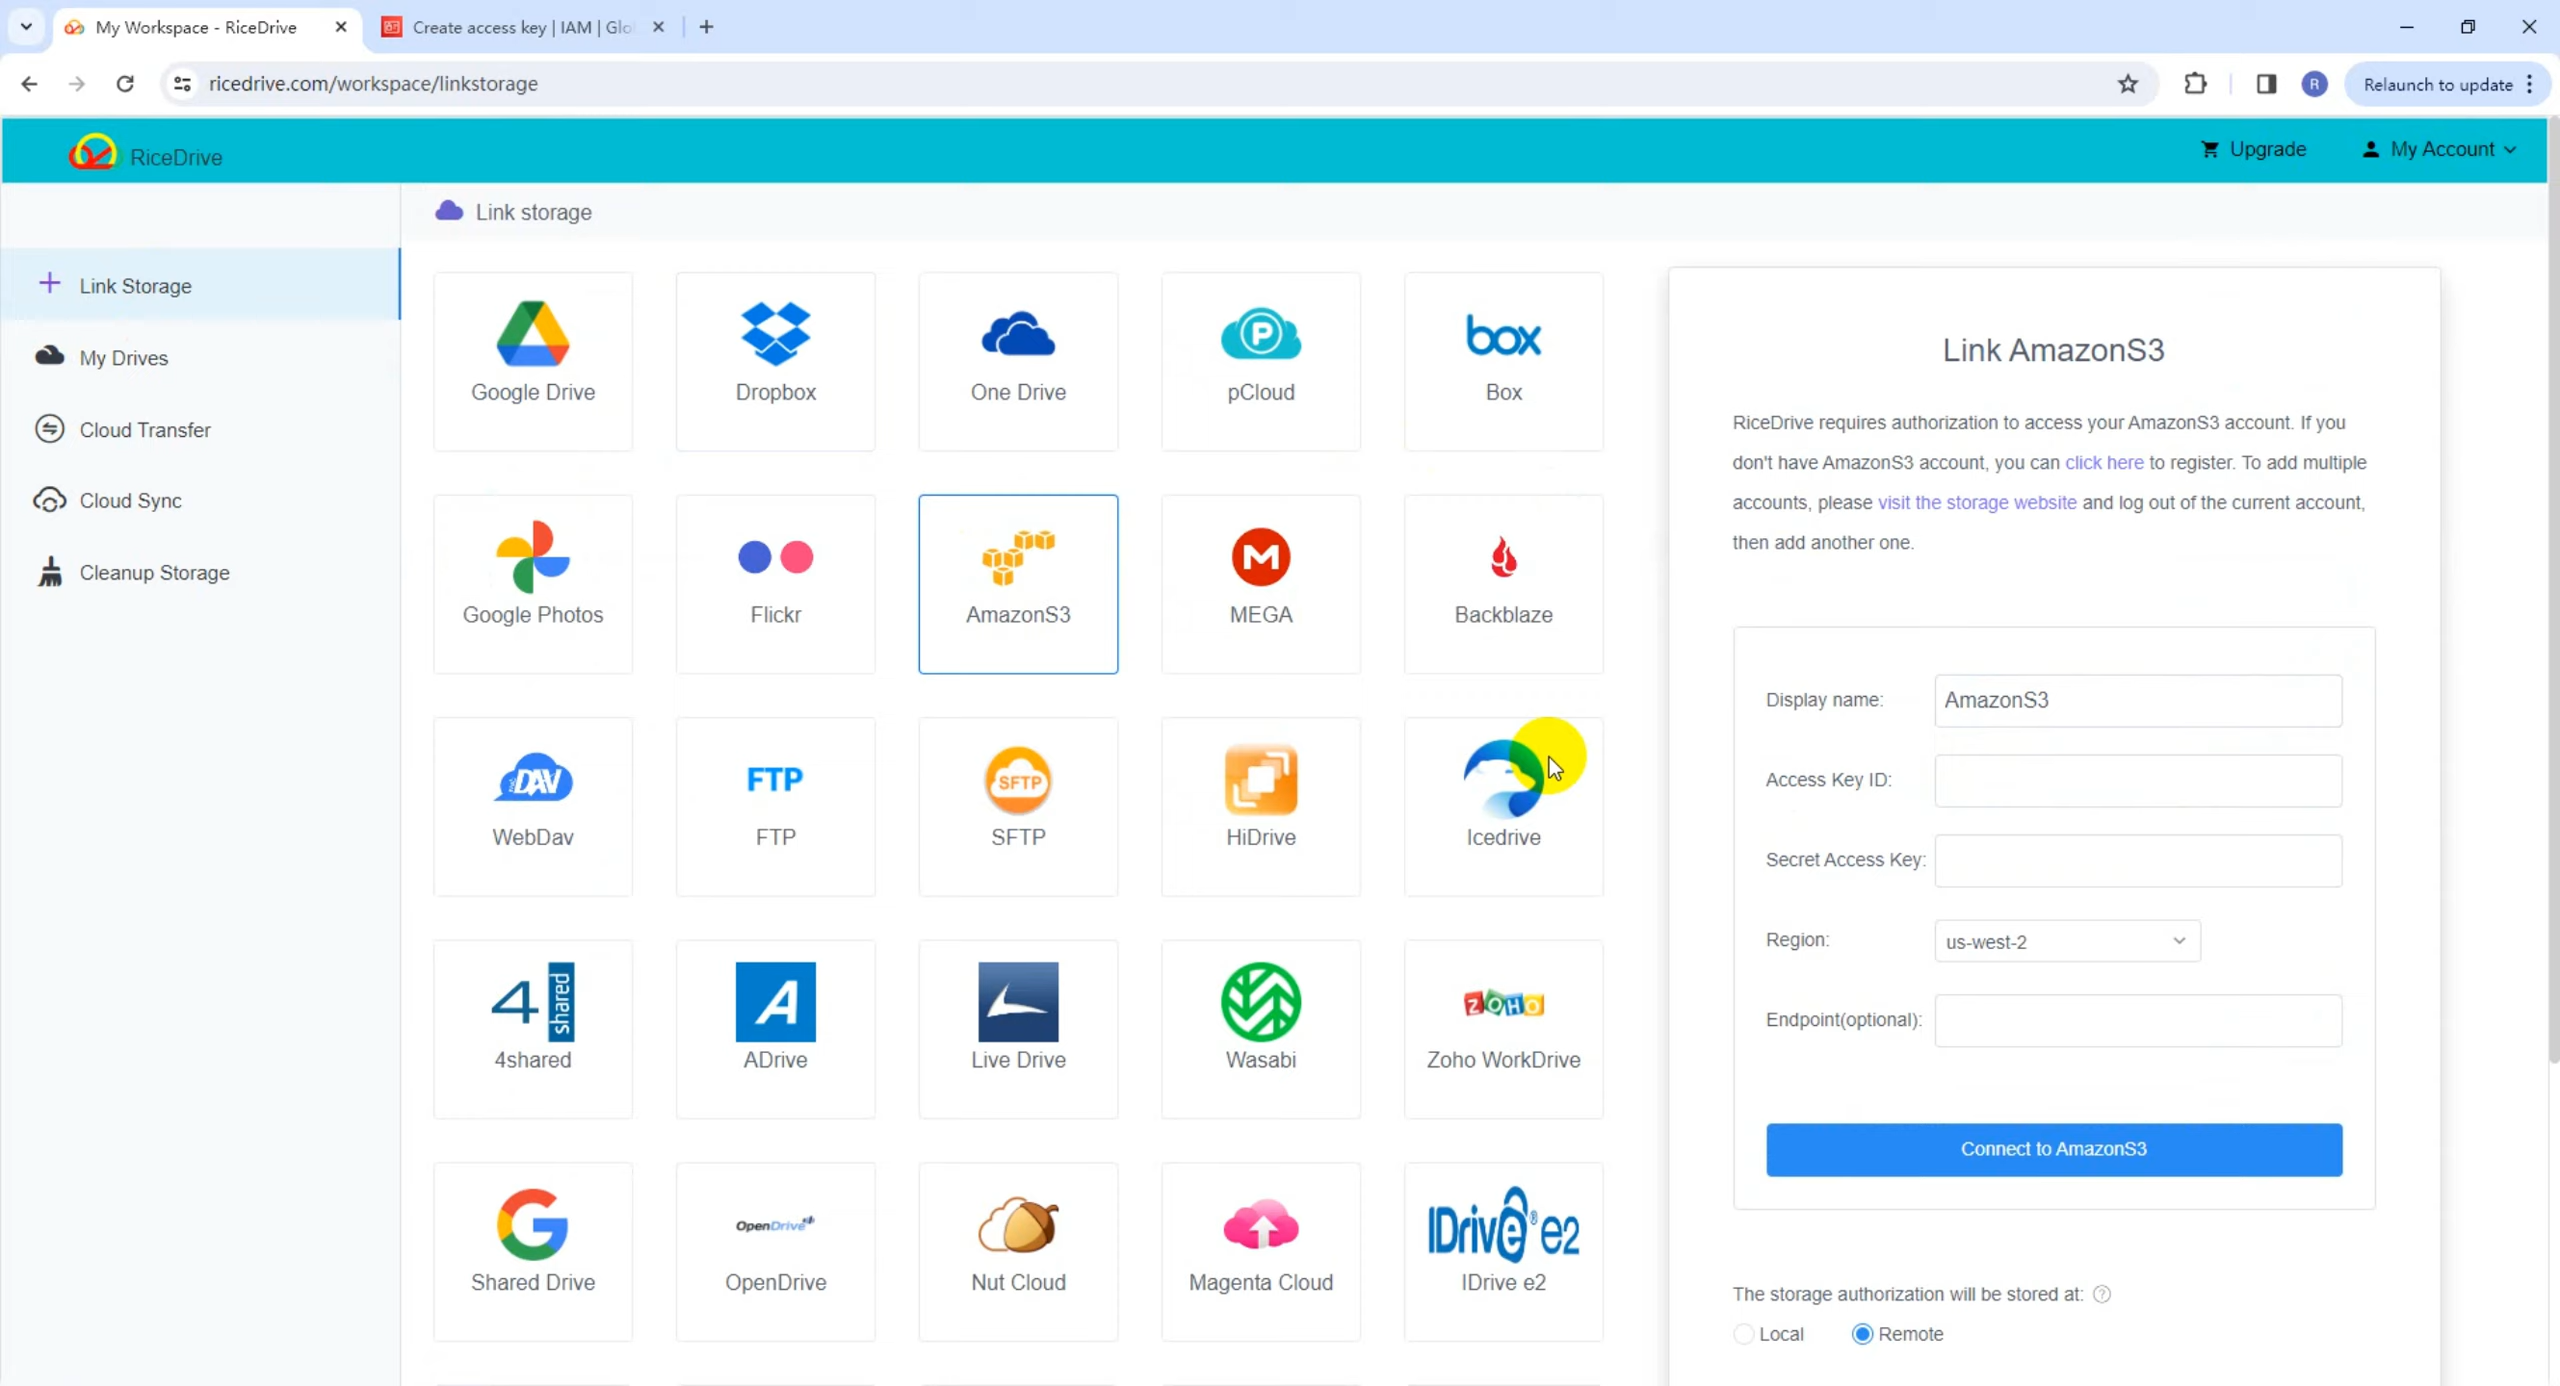 My Workspace - RiceDrive
Create access key | IAM | Glo
ricedrive.com/workspace/linkstorage
R
Relaunch to update
RiceDrive
Upgrade
My Account
Link storage
Link Storage
My Drives
Cloud Transfer
Cloud Sync
Cleanup Storage
Google Drive
Dropbox
One Drive
P
pCloud
box
Box
Google Photos
Flickr
AmazonS3
M
MEGA
Backblaze
DAV
WebDav
FTP
FTP
SFTP
SFTP
HiDrive
Icedrive
4 shared
4shared
A
ADrive
Live Drive
Wasabi
ZOHO
Zoho WorkDrive
G
Shared Drive
OpenDrive
OpenDrive
Nut Cloud
Magenta Cloud
IDrive® e2
IDrive e2
Link AmazonS3
RiceDrive requires authorization to access your AmazonS3 account. If you
don't have AmazonS3 account, you can click here to register. To add multiple
accounts, please visit the storage website and log out of the current account,
then add another one.
Display name:
AmazonS3
Access Key ID:
Secret Access Key:
Region:
us-west-2
Endpoint(optional):
Connect to AmazonS3
The storage authorization will be stored at: ?
Local
Remote